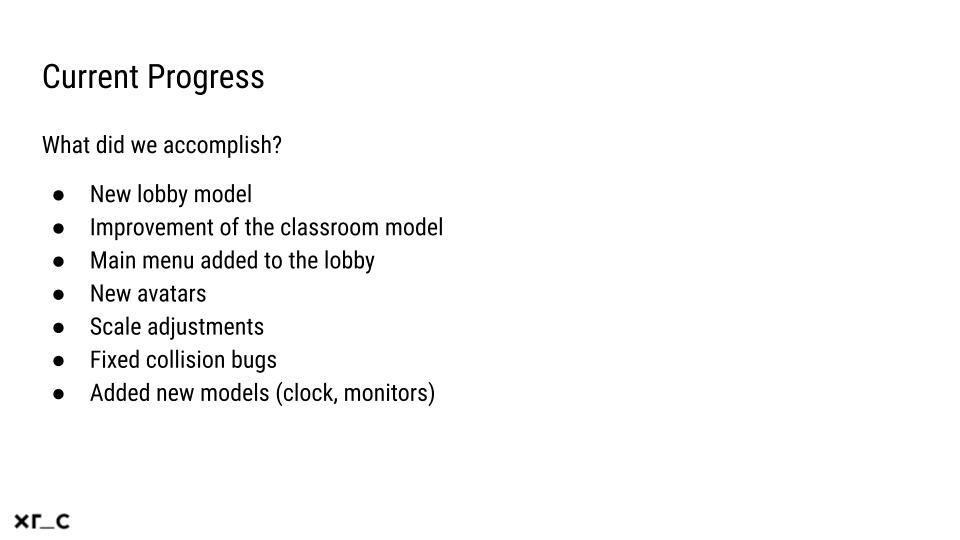 Current Progress
What did we accomplish?
● New lobby model
● Improvement of the classroom model
● Main menu added to the lobby
● New avatars
● Scale adjustments
● Fixed collision bugs
● Added new models (clock, monitors)
xr_c